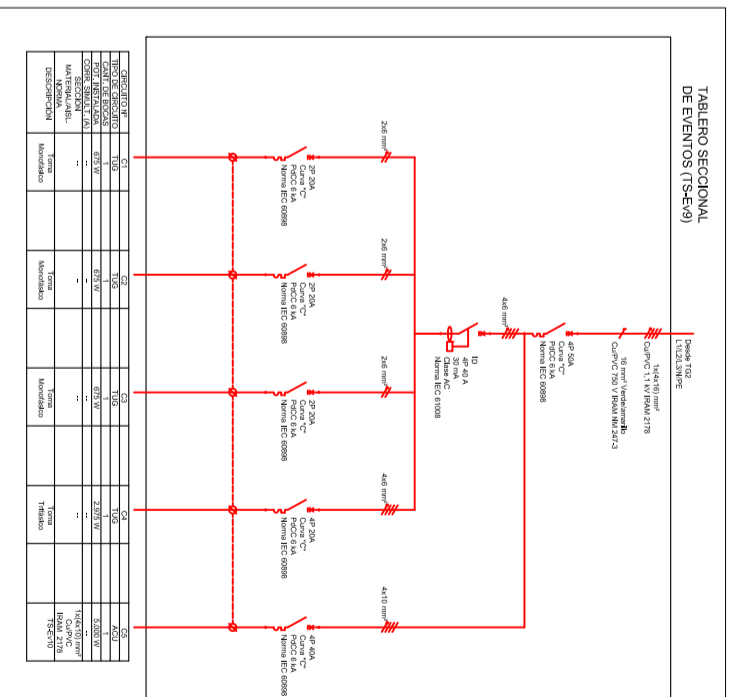 TABLERO SECCIONAL
DE EVENTOS (TS-Ev9)
Desde TG2
L1/L2/L3/N/PE
1x(4x16) mm²
Cu/PVC 1,1 kV IRAM 2178
16 mm² Verde/amarillo
Cu/PVC 750 V IRAM NM 247-3
4P 50A
Curva "C"
PdCC 6 kA
Norma IEC 60898
4x6 mm²
ID
4P 40 A
30 mA
Clase AC
Norma IEC 61008
2x6 mm²
2P 20A
Curva "C"
PdCC 6 kA
Norma IEC 60898
2x6 mm²
2P 20A
Curva "C"
PdCC 6 kA
Norma IEC 60898
2x6 mm²
2P 20A
Curva "C"
PdCC 6 kA
Norma IEC 60898
4x6 mm²
4P 20A
Curva "C"
PdCC 6 kA
Norma IEC 60898
4x10 mm²
4P 40A
Curva "C"
PdCC 6 kA
Norma IEC 60898
CIRCUITO Nº C1 C2 C3 C4 C5
TIPO DE CIRCUITO TUG TUG TUG TUG ACU
CANT. DE BOCAS 1 1 1 1 1
POT. INSTALADA 675 W 675 W 675 W 2.975 W 5.000 W
CORR. SIMULT. (A) -- -- -- -- --
SECCIÓN -- -- -- -- 1x(4x10) mm²
MATERIAL/AISL. Cu/PVC
NORMA IRAM 2178
DESCRIPCIÓN Toma Monofásico Toma Monofásico Toma Monofásico Toma Trifásico TS-Ev10